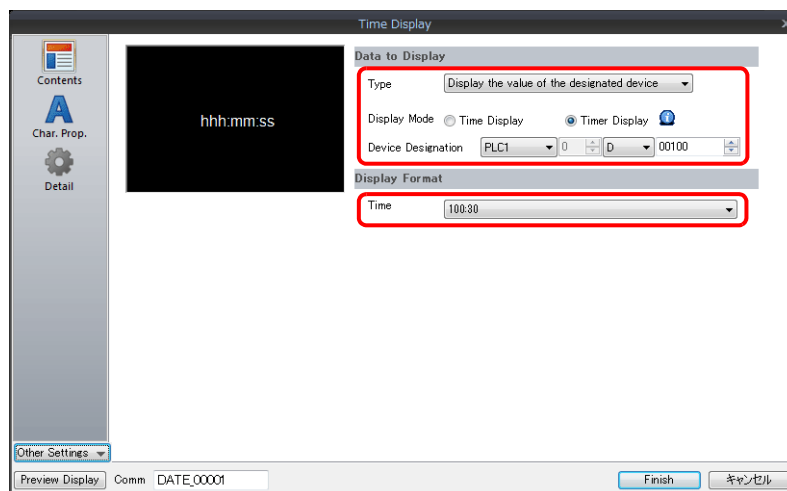 Time Display
Contents
Char. Prop.
Detail
hhh:mm:ss
Data to Display
Type Display the value of the designated device
Display Mode Time Display Timer Display
Device Designation PLC1 0 D 00100
Display Format
Time 100:30
Other Settings
Preview Display Comm DATE_00001 Finish キャンセル